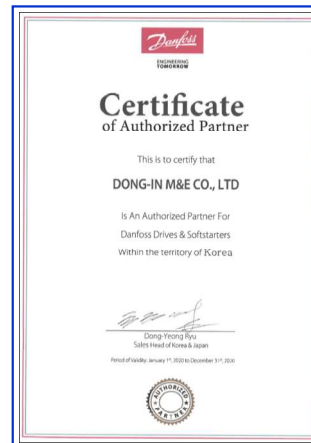 Danfoss
ENGINEERING
TOMORROW
Certificate
of Authorized Partner
This is to certify that
DONG-IN M&E CO., LTD
Is An Authorized Partner For
Danfoss Drives & Softstarters
Within the territory of Korea
Dong-Yeong Ryu
Sales Head of Korea & Japan
Period of Validity: January 1st, 2020 to December 31st, 2020
AUTHORIZED
PARTNER